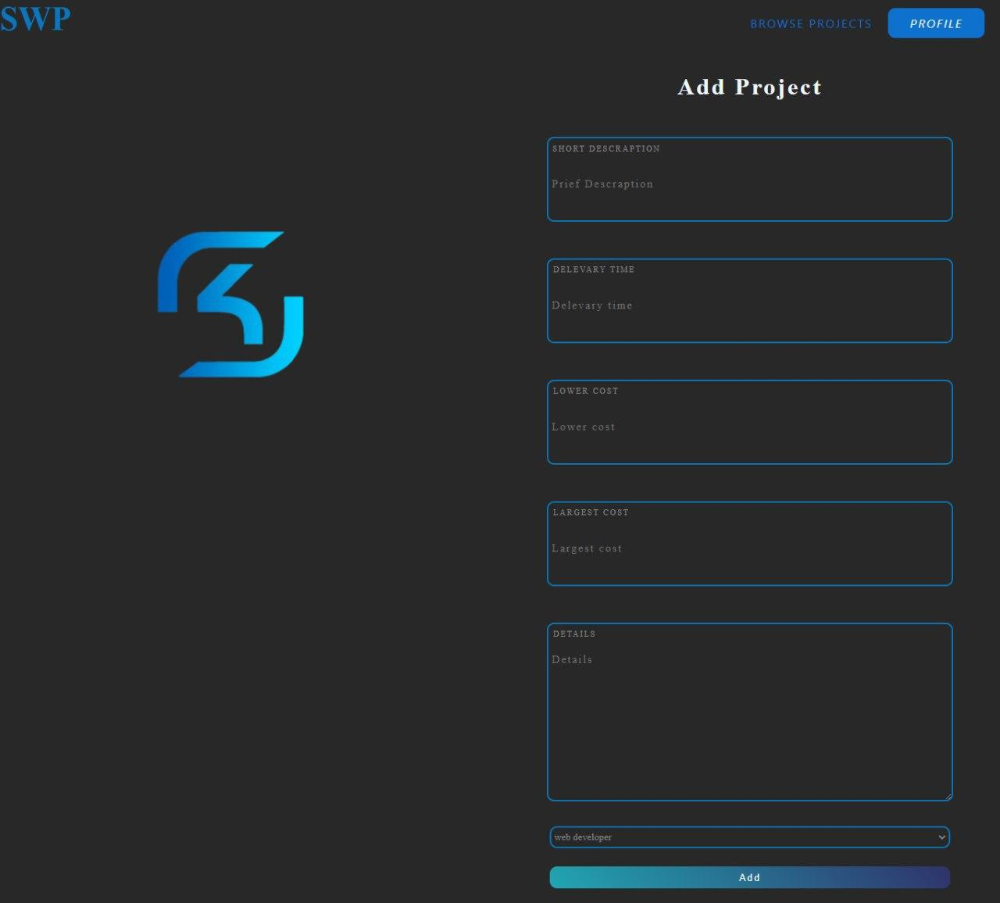 SWP
BROWSE PROJECTS
PROFILE
Add Project
SHORT DESCRAPTION
Prief Descraption
DELEVARY TIME
Delevary time
LOWER COST
Lower cost
LARGEST COST
Largest cost
DETAILS
Details
web developer
Add